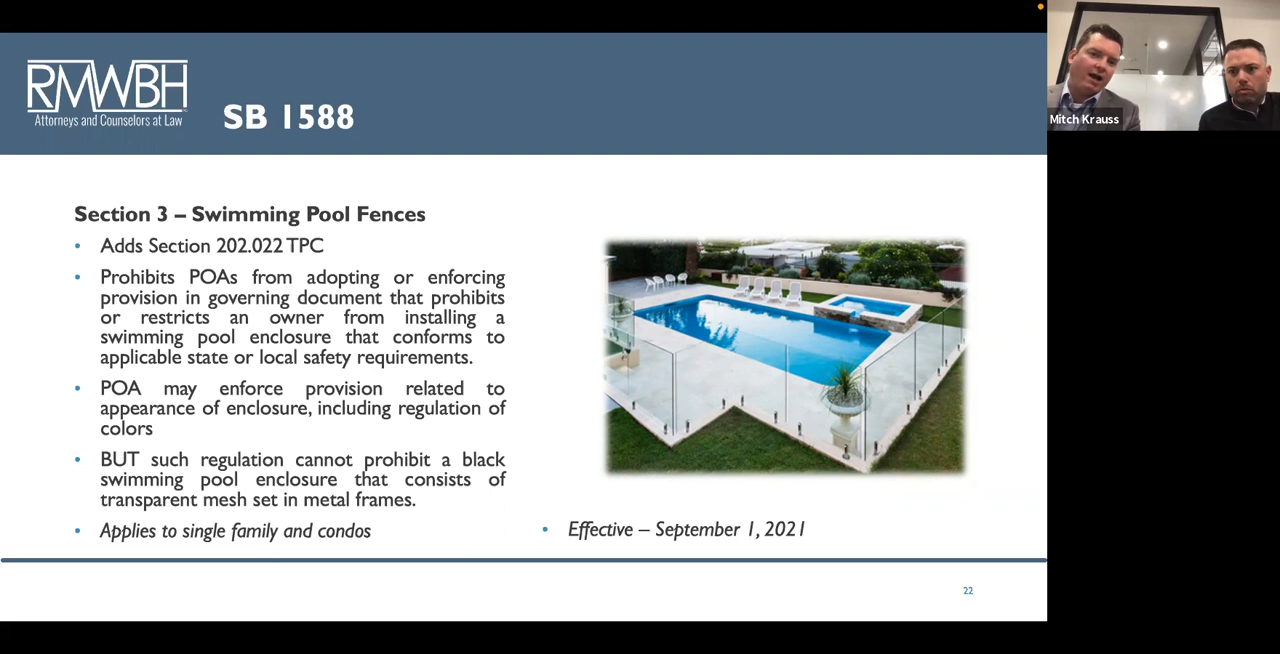 RMWBH
Attorneys and Counselors at Law
SB 1588
Mitch Krauss
Section 3 – Swimming Pool Fences
• Adds Section 202.022 TPC
• Prohibits POAs from adopting or enforcing
provision in governing document that prohibits
or restricts an owner from installing a
swimming pool enclosure that conforms to
applicable state or local safety requirements.
• POA may enforce provision related to
appearance of enclosure, including regulation of
colors
• BUT such regulation cannot prohibit a black
swimming pool enclosure that consists of
transparent mesh set in metal frames.
• Applies to single family and condos
• Effective – September 1, 2021
22